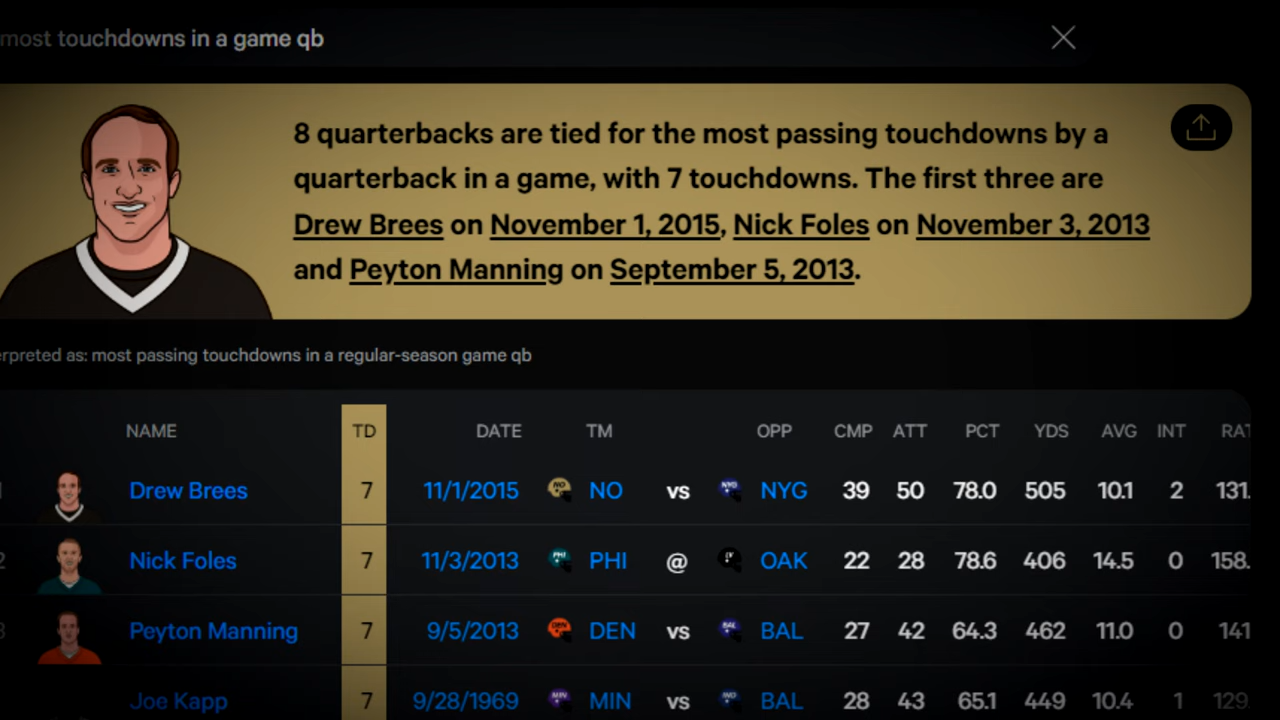 most touchdowns in a game qb
8 quarterbacks are tied for the most passing touchdowns by a
quarterback in a game, with 7 touchdowns. The first three are
Drew Brees on November 1, 2015, Nick Foles on November 3, 2013
and Peyton Manning on September 5, 2013.
erpreted as: most passing touchdowns in a regular-season game qb
NAME TD DATE TM OPP CMP ATT PCT YDS AVG INT RAT
Drew Brees 7 11/1/2015 NO vs NYG 39 50 78.0 505 10.1 2 131.
2 Nick Foles 7 11/3/2013 PHI @ OAK 22 28 78.6 406 14.5 0 158.
3 Peyton Manning 7 9/5/2013 DEN vs BAL 27 42 64.3 462 11.0 0 141
Joe Kapp 7 9/28/1969 MIN vs BAL 28 43 65.1 449 10.4 1 129.